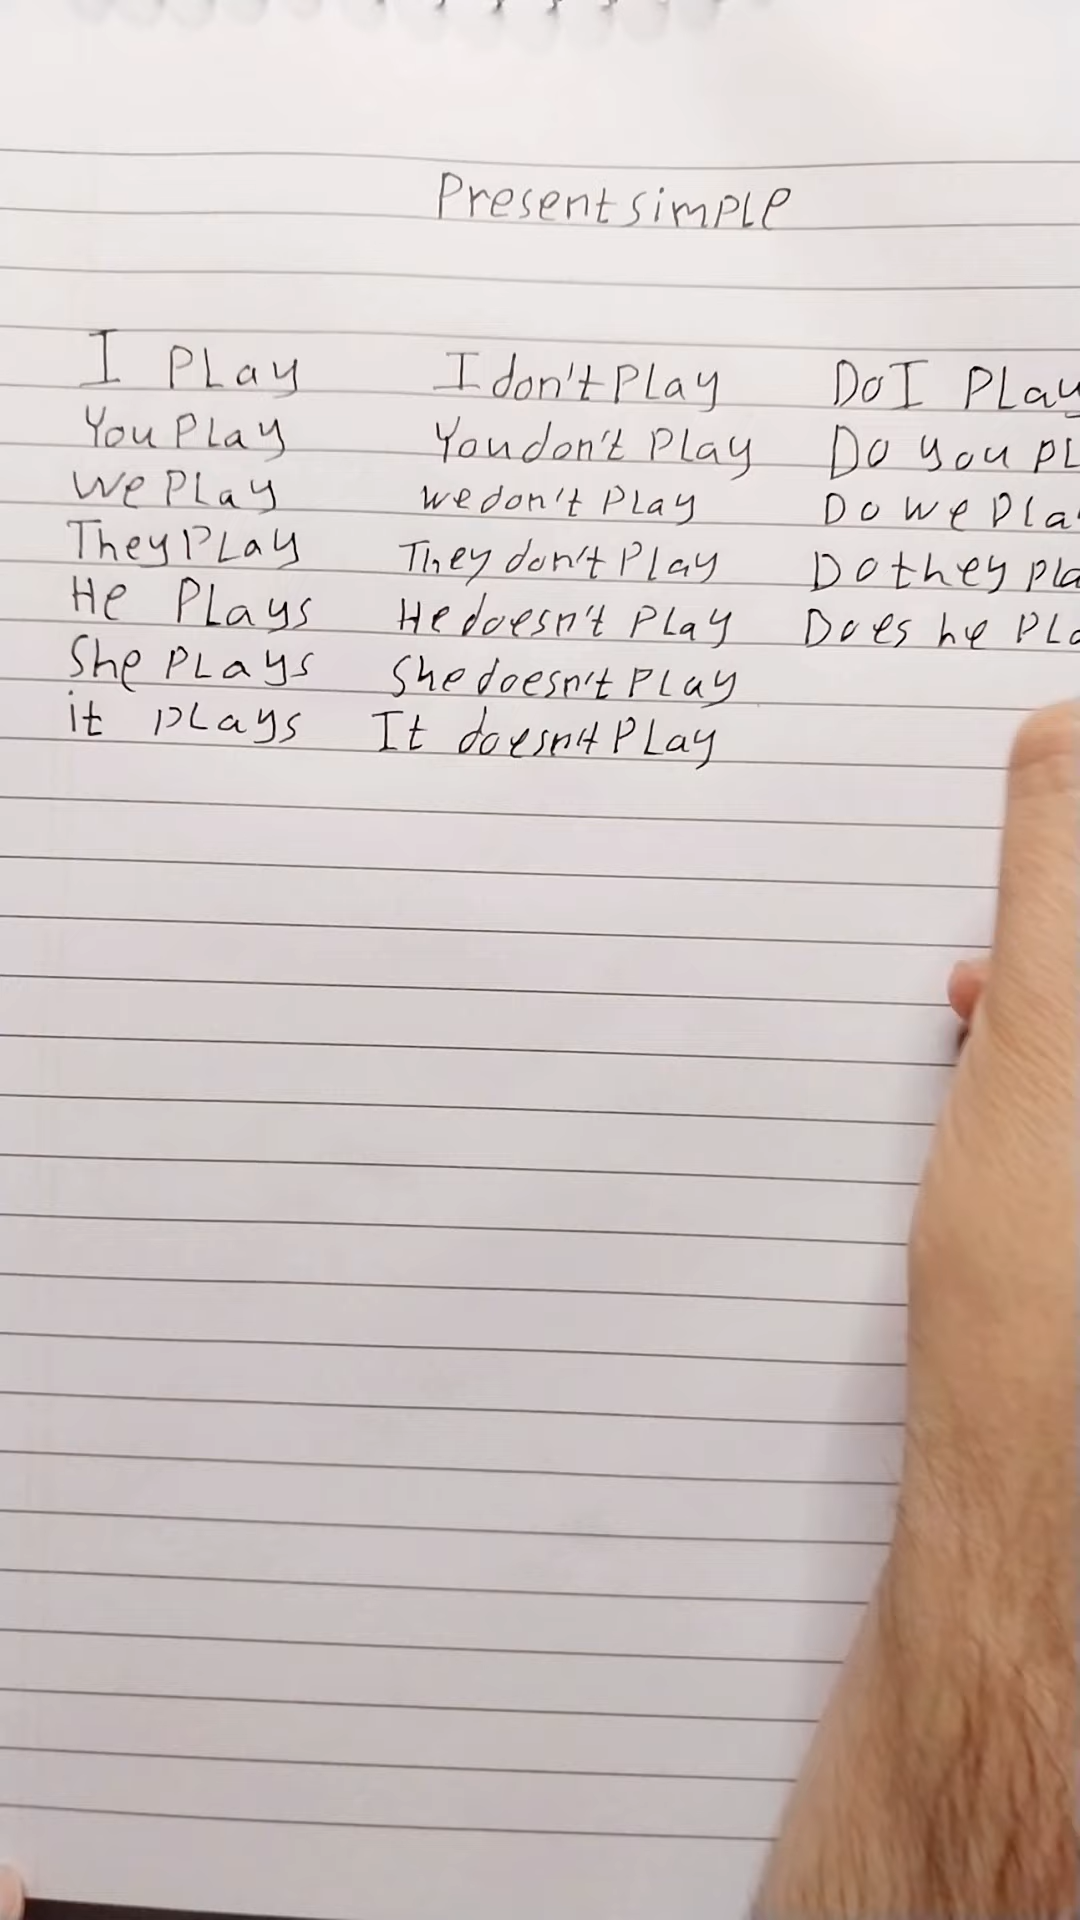 Present simple
I Play I don't Play Do I Play
You Play You don't Play Do you
We Play we don't Play Do we
They Play They don't Play Do they
He Plays He doesn't Play Does he
She Plays She doesn't Play
it plays It doesn't Play